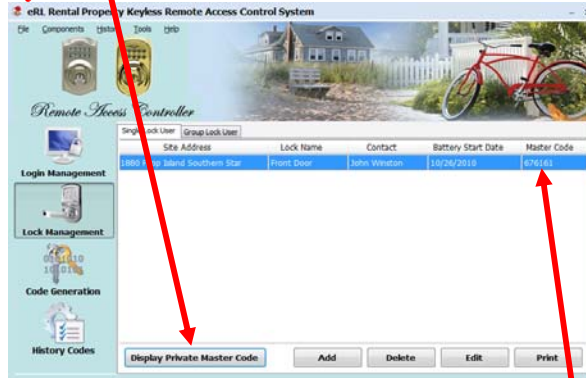 eRL Rental Property Keyless Remote Access Control System
File Components History Tools Help
Remote Access Controller
Single Lock User Group Lock User
Site Address Lock Name Contact Battery Start Date Master Code
Island Southern Star Front Door John Winston 10/26/2010 676161
Login Management
Lock Management
Code Generation
History Codes
Display Private Master Code Add Delete Edit Print